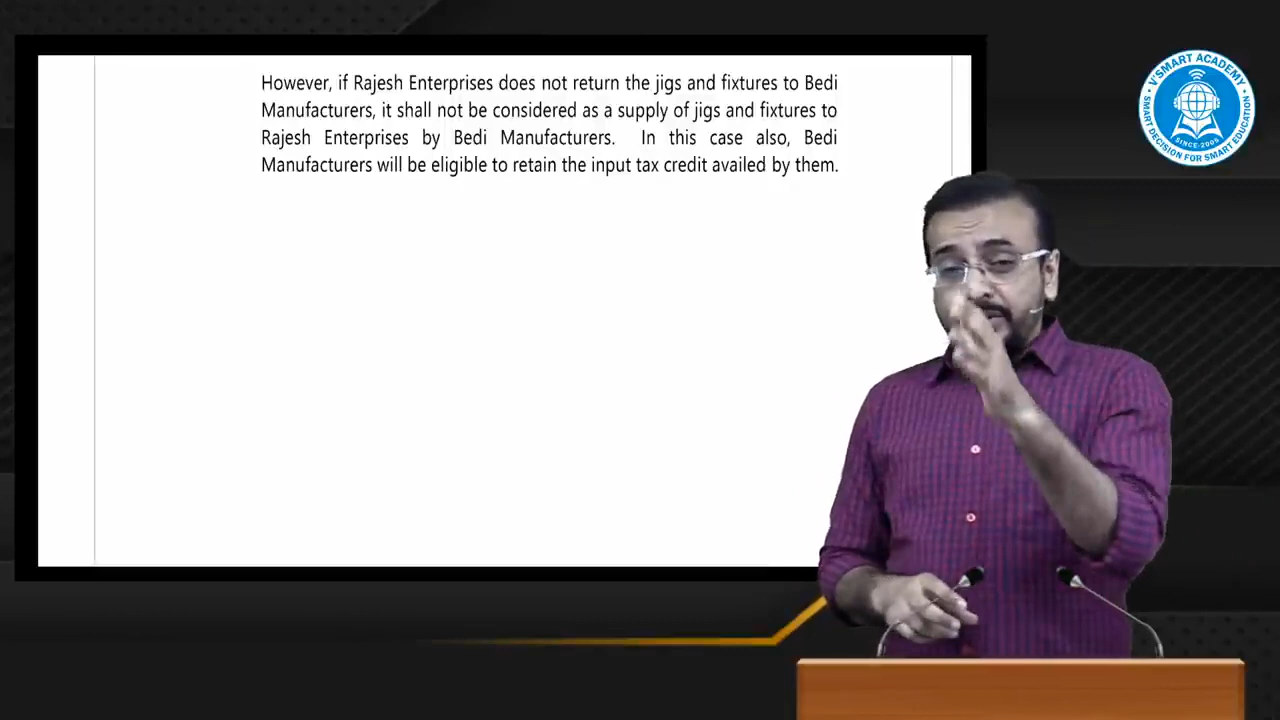 However, if Rajesh Enterprises does not return the jigs and fixtures to Bedi
Manufacturers, it shall not be considered as a supply of jigs and fixtures to
Rajesh Enterprises by Bedi Manufacturers. In this case also, Bedi
Manufacturers will be eligible to retain the input tax credit availed by them.
V'SMART ACADEMY
SINCE-2009
SMART DECISION FOR SMART EDUCATION